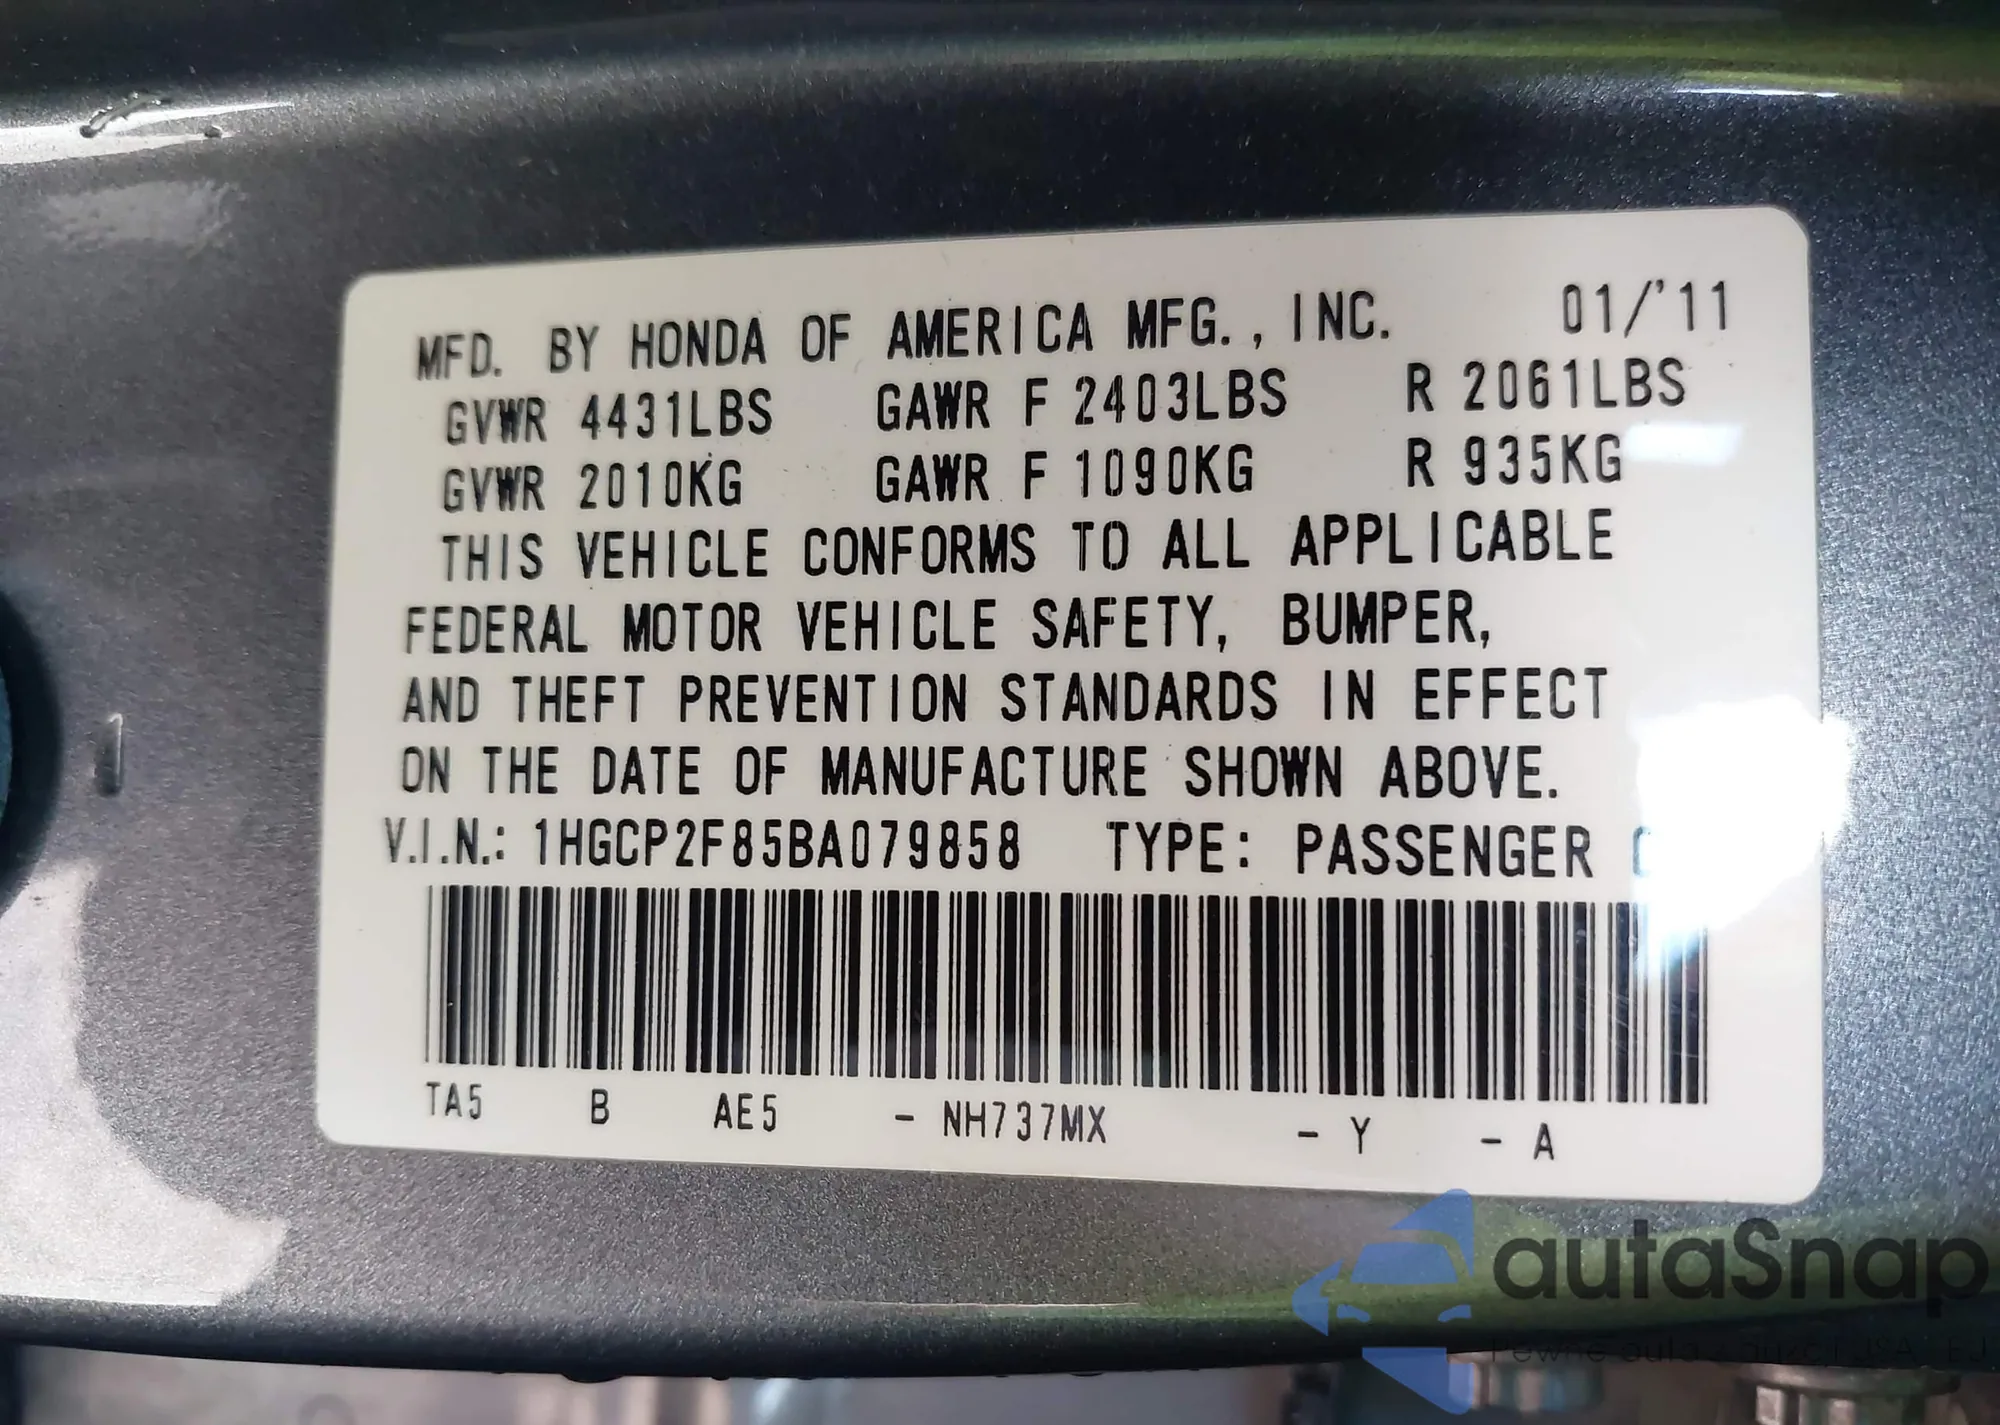 MFD. BY HONDA OF AMERICA MFG., INC. 01/'11
GVWR 4431LBS GAWR F 2403LBS R 2061LBS
GVWR 2010KG GAWR F 1090KG R 935KG
THIS VEHICLE CONFORMS TO ALL APPLICABLE
FEDERAL MOTOR VEHICLE SAFETY, BUMPER,
AND THEFT PREVENTION STANDARDS IN EFFECT
ON THE DATE OF MANUFACTURE SHOWN ABOVE.
V.I.N.: 1HGCP2F85BA079858 TYPE: PASSENGER
TA5 B AE5 - NH737MX - Y - A
autaSnap